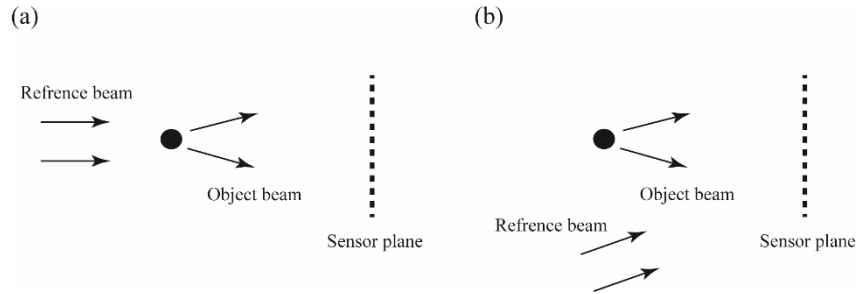 (a)
Refrence beam
Object beam
Sensor plane
(b)
Object beam
Refrence beam
Sensor plane